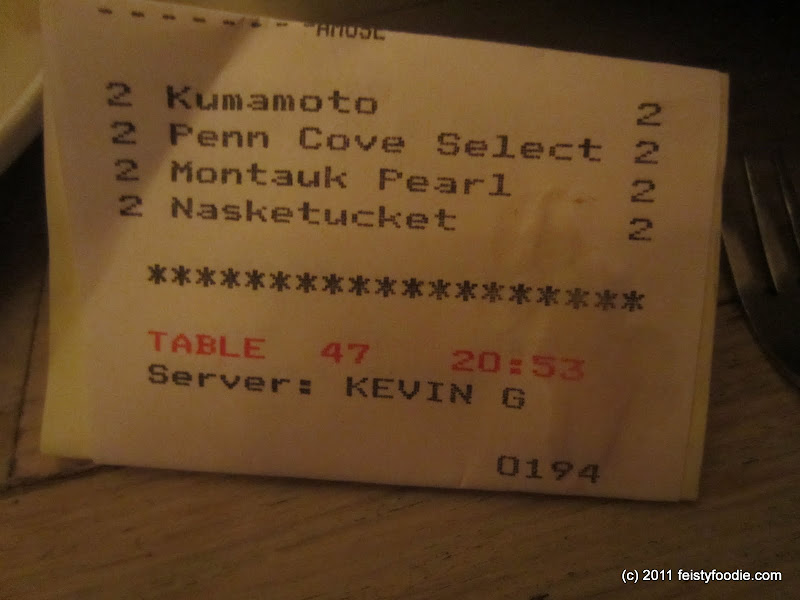 - - - - - - - - -AMUSE
2 Kumamoto 2
2 Penn Cove Select 2
2 Montauk Pearl 2
2 Nasketucket 2
*********************
TABLE 47 20:53
Server: KEVIN G
0194
(c) 2011 feistyfoodie.com